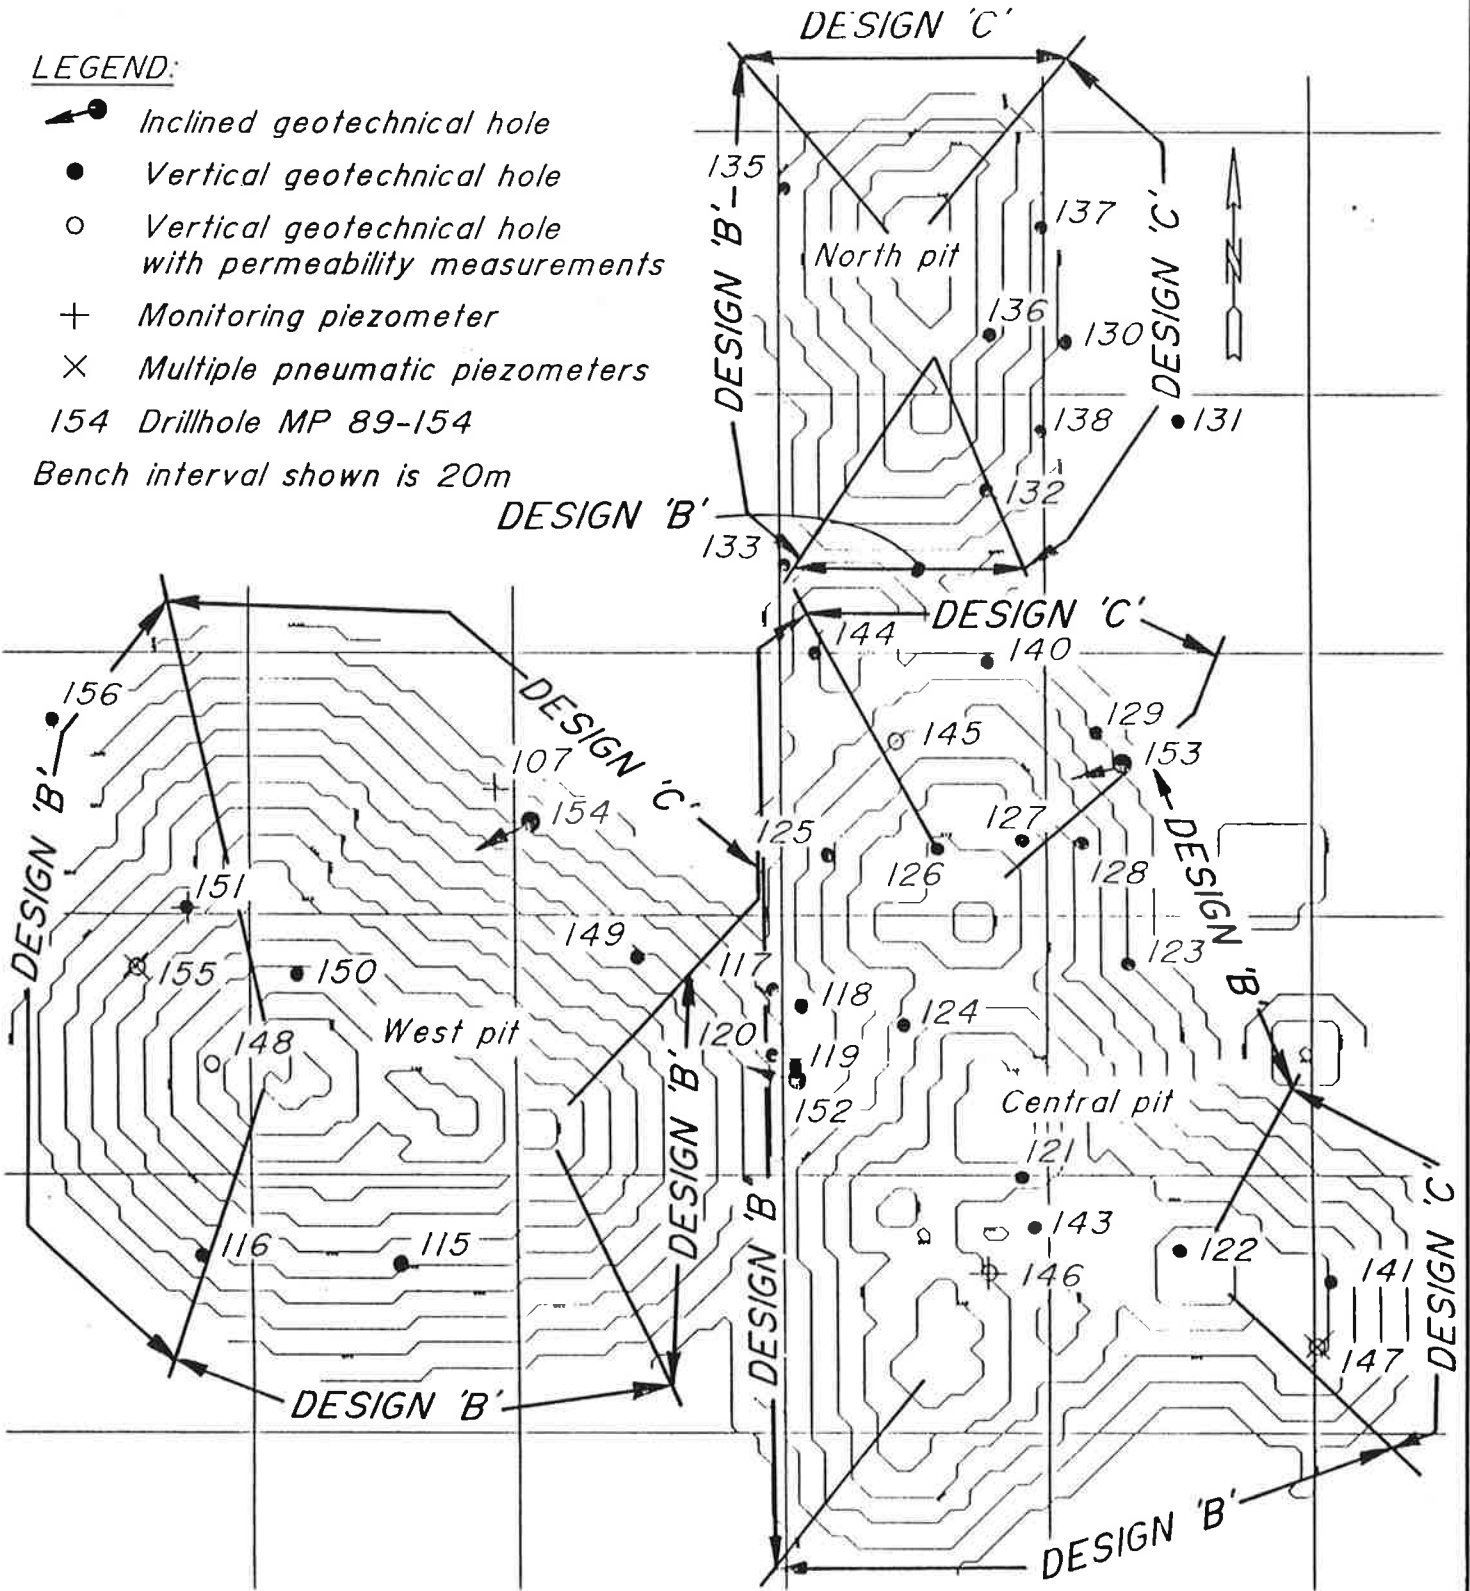 DESIGN 'C'
LEGEND:
Inclined geotechnical hole
Vertical geotechnical hole
Vertical geotechnical hole
with permeability measurements
Monitoring piezometer
Multiple pneumatic piezometers
154 Drillhole MP 89-154
Bench interval shown is 20m
135
137
DESIGN 'B'
DESIGN 'C'
North pit
N
136
130
138
131
132
DESIGN 'B'
133
DESIGN 'C'
144
140
156
DESIGN 'C'
129
145
153
107
154
125
127
DESIGN 'B'
126
128
DESIGN 'B'
151
149
117
123
155
150
118
124
West pit
120
148
119
152
Central pit
DESIGN 'B'
121
DESIGN 'B'
143
DESIGN 'C'
116
115
122
146
141
147
DESIGN 'B'
DESIGN 'B'